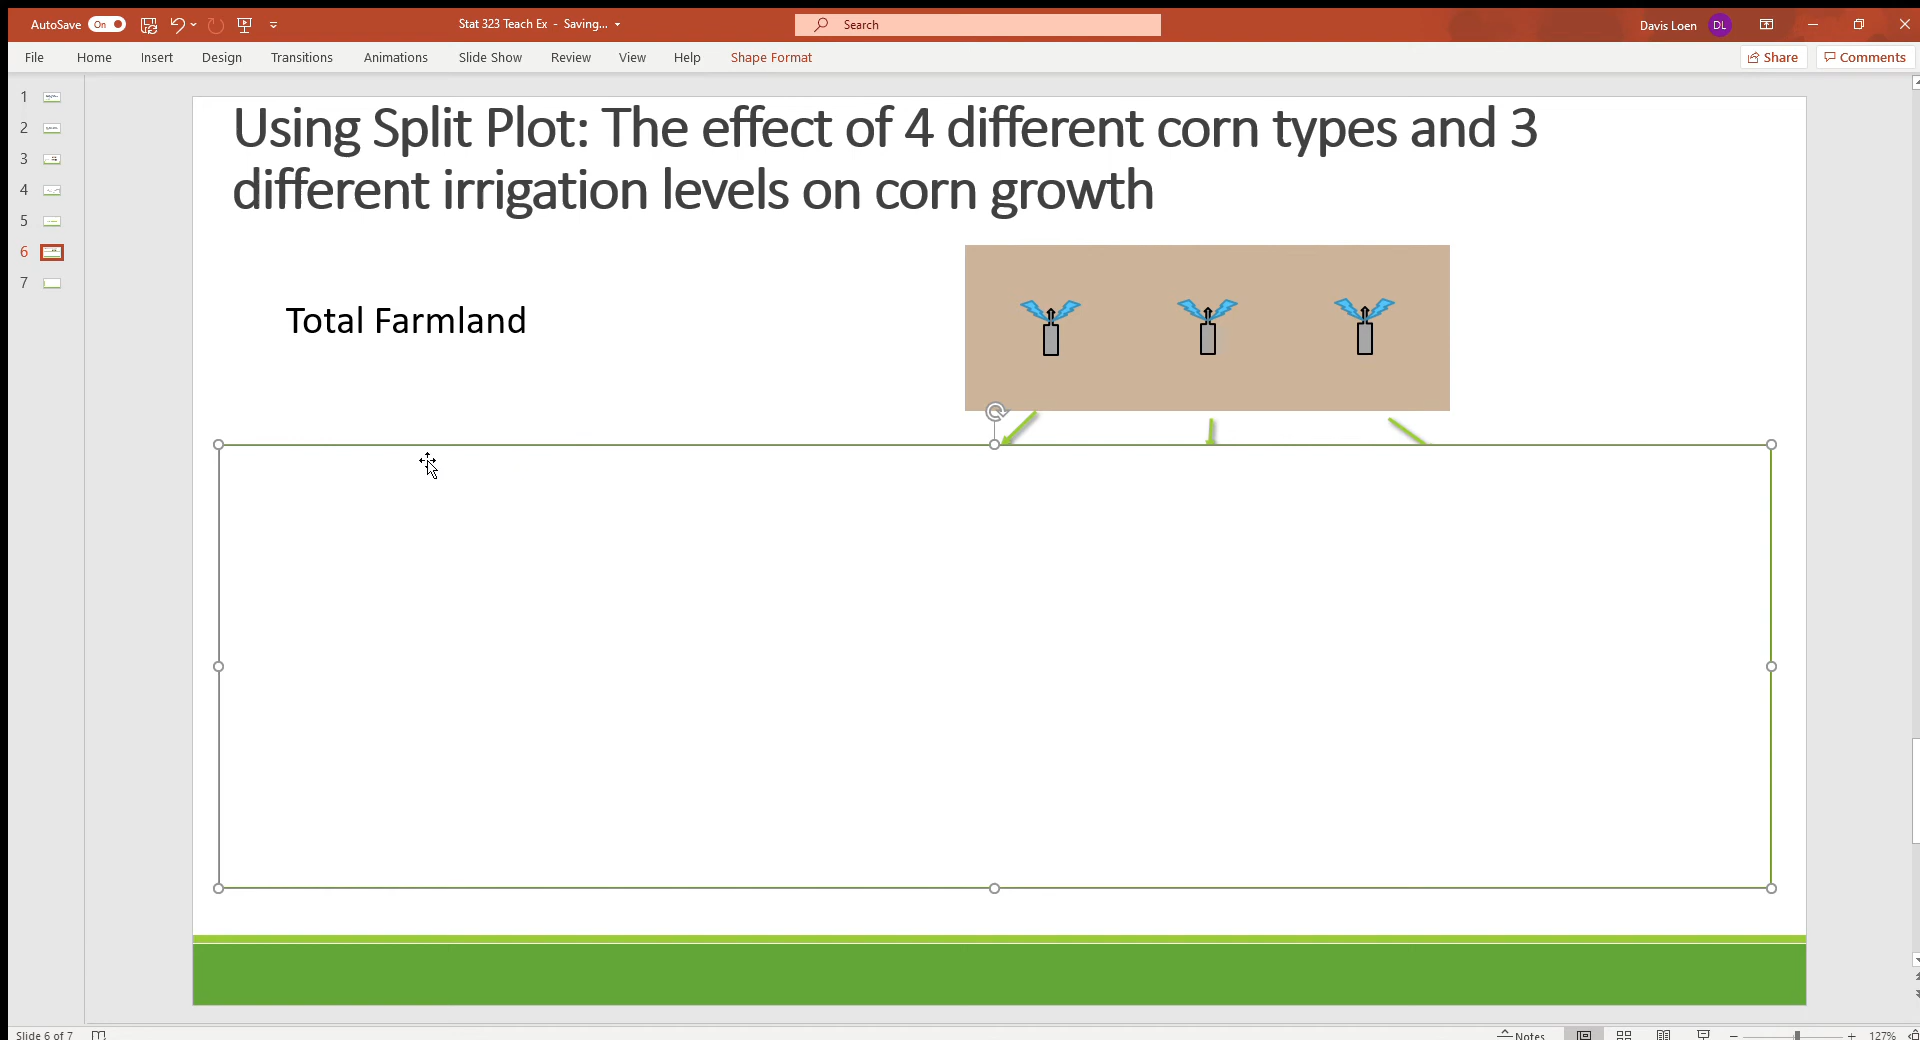 AutoSave On
Stat 323 Teach Ex - Saving...
Search
Davis Loen DL
File Home Insert Design Transitions Animations Slide Show Review View Help Shape Format
Share Comments
1
2
3
4
5
6
7
Using Split Plot: The effect of 4 different corn types and 3
different irrigation levels on corn growth
Total Farmland
Slide 6 of 7
Notes
127%